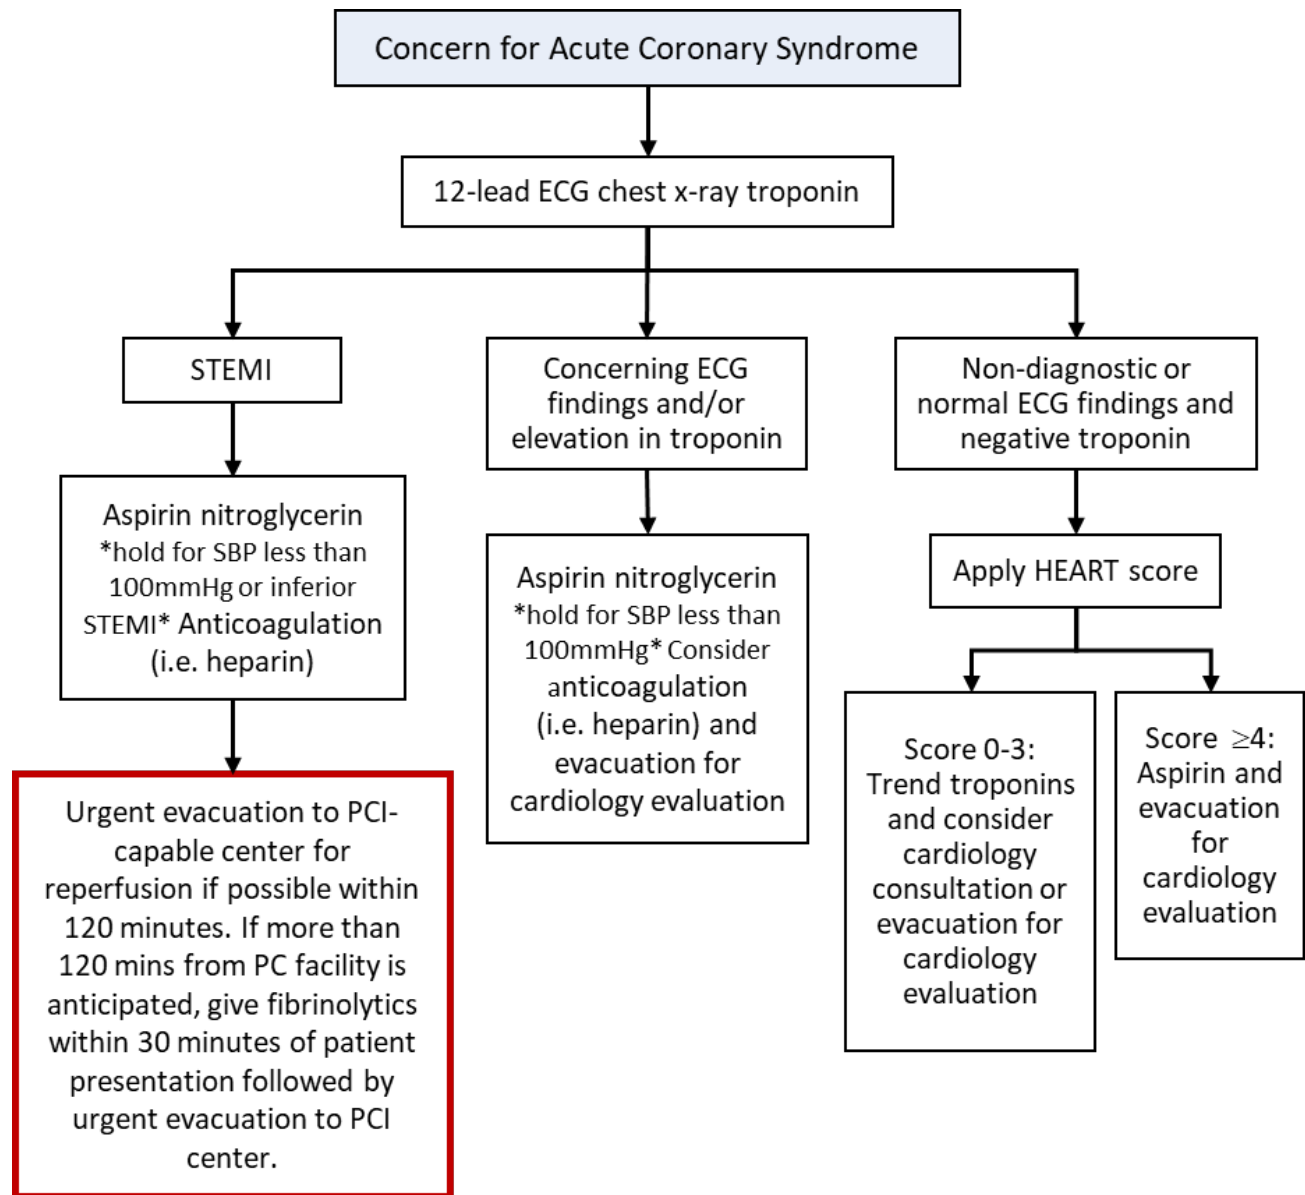 Concern for Acute Coronary Syndrome
12-lead ECG chest x-ray troponin
STEMI
Aspirin nitroglycerin
*hold for SBP less than
100mmHg or inferior
STEMI* Anticoagulation
(i.e. heparin)
Urgent evacuation to PCI-
capable center for
reperfusion if possible within
120 minutes. If more than
120 mins from PC facility is
anticipated, give fibrinolytics
within 30 minutes of patient
presentation followed by
urgent evacuation to PCI
center.
Concerning ECG
findings and/or
elevation in troponin
Aspirin nitroglycerin
*hold for SBP less than
100mmHg* Consider
anticoagulation
(i.e. heparin) and
evacuation for
cardiology evaluation
Non-diagnostic or
normal ECG findings and
negative troponin
Apply HEART score
Score 0-3:
Trend troponins
and consider
cardiology
consultation or
evacuation for
cardiology
evaluation
Score ≥4:
Aspirin and
evacuation
for
cardiology
evaluation